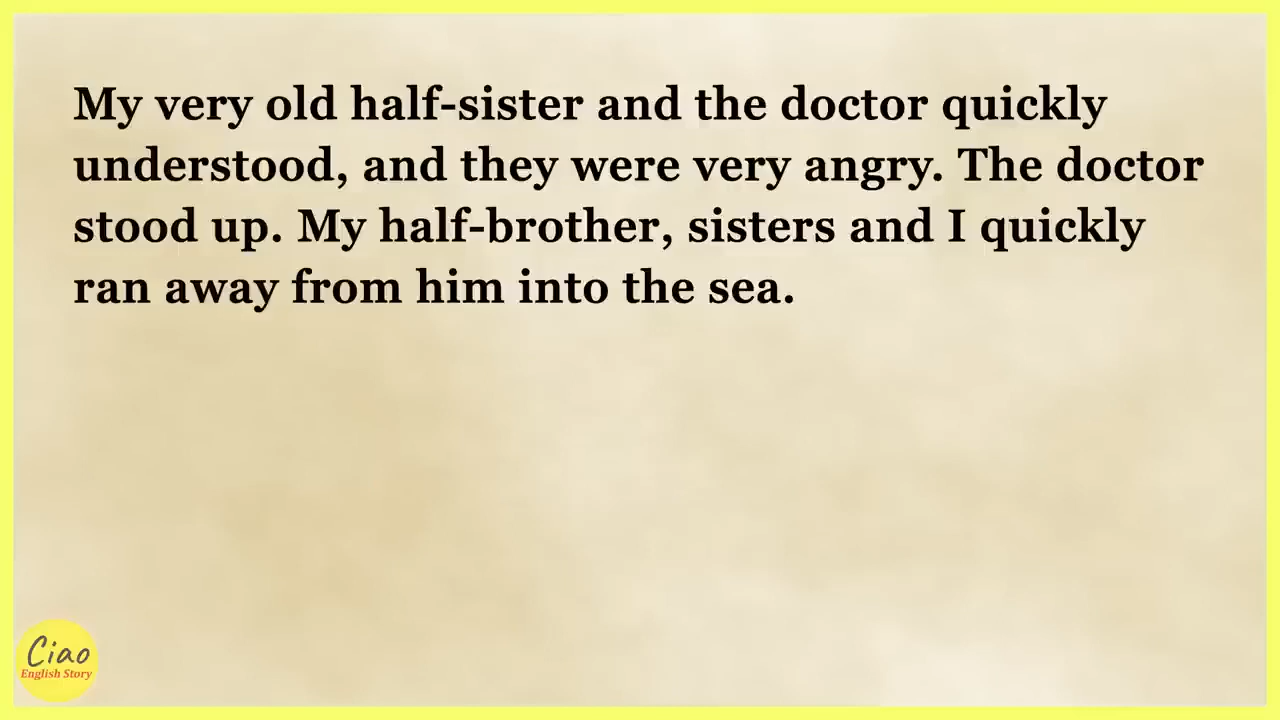 My very old half-sister and the doctor quickly
understood, and they were very angry. The doctor
stood up. My half-brother, sisters and I quickly
ran away from him into the sea.
Ciao
English Story